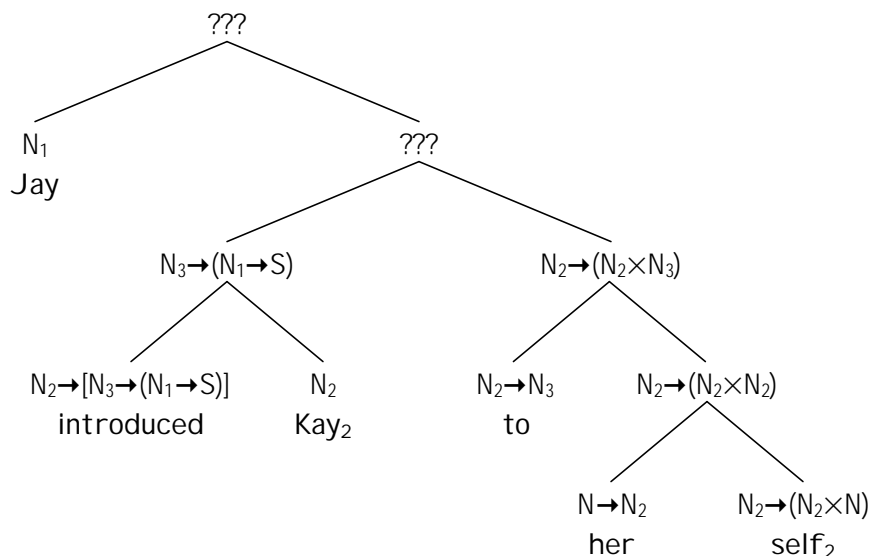 ???
N₁ ???
Jay
N₃→(N₁→S) N₂→(N₂×N₃)
N₂→[N₃→(N₁→S)] N₂ N₂→N₃ N₂→(N₂×N₂)
introduced Kay₂ to
N→N₂ N₂→(N₂×N)
her self₂